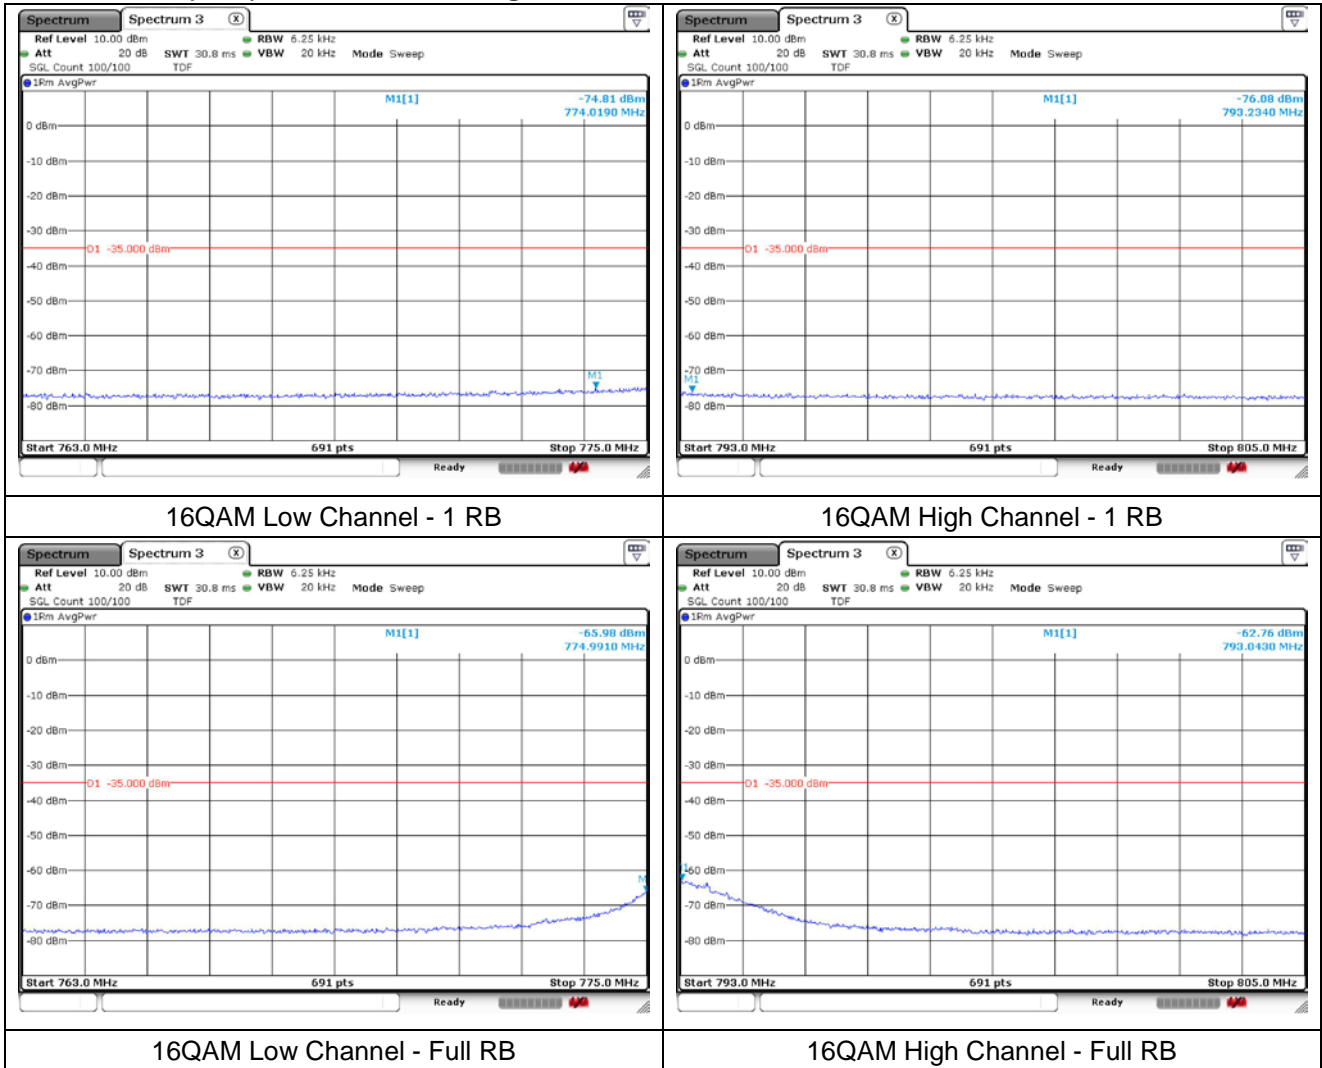 Spectrum Spectrum 3 X
Ref Level 10.00 dBm RBW 6.25 kHz
Att 20 dB SWT 30.8 ms VBW 20 kHz Mode Sweep
SGL Count 100/100 TDF
1Rm AvgPwr
M1[1] -74.81 dBm
774.0190 MHz
0 dBm
-10 dBm
-20 dBm
-30 dBm
D1 -35.000 dBm
-40 dBm
-50 dBm
-60 dBm
-70 dBm
M1
-80 dBm
Start 763.0 MHz 691 pts Stop 775.0 MHz
Ready
16QAM Low Channel - 1 RB
Spectrum Spectrum 3 X
Ref Level 10.00 dBm RBW 6.25 kHz
Att 20 dB SWT 30.8 ms VBW 20 kHz Mode Sweep
SGL Count 100/100 TDF
1Rm AvgPwr
M1[1] -76.08 dBm
793.2340 MHz
0 dBm
-10 dBm
-20 dBm
-30 dBm
D1 -35.000 dBm
-40 dBm
-50 dBm
-60 dBm
-70 dBm
M1
-80 dBm
Start 793.0 MHz 691 pts Stop 805.0 MHz
Ready
16QAM High Channel - 1 RB
Spectrum Spectrum 3 X
Ref Level 10.00 dBm RBW 6.25 kHz
Att 20 dB SWT 30.8 ms VBW 20 kHz Mode Sweep
SGL Count 100/100 TDF
1Rm AvgPwr
M1[1] -65.98 dBm
774.9910 MHz
0 dBm
-10 dBm
-20 dBm
-30 dBm
D1 -35.000 dBm
-40 dBm
-50 dBm
-60 dBm
M
-70 dBm
-80 dBm
Start 763.0 MHz 691 pts Stop 775.0 MHz
Ready
16QAM Low Channel - Full RB
Spectrum Spectrum 3 X
Ref Level 10.00 dBm RBW 6.25 kHz
Att 20 dB SWT 30.8 ms VBW 20 kHz Mode Sweep
SGL Count 100/100 TDF
1Rm AvgPwr
M1[1] -62.76 dBm
793.0430 MHz
0 dBm
-10 dBm
-20 dBm
-30 dBm
D1 -35.000 dBm
-40 dBm
-50 dBm
1
-60 dBm
-70 dBm
-80 dBm
Start 793.0 MHz 691 pts Stop 805.0 MHz
Ready
16QAM High Channel - Full RB